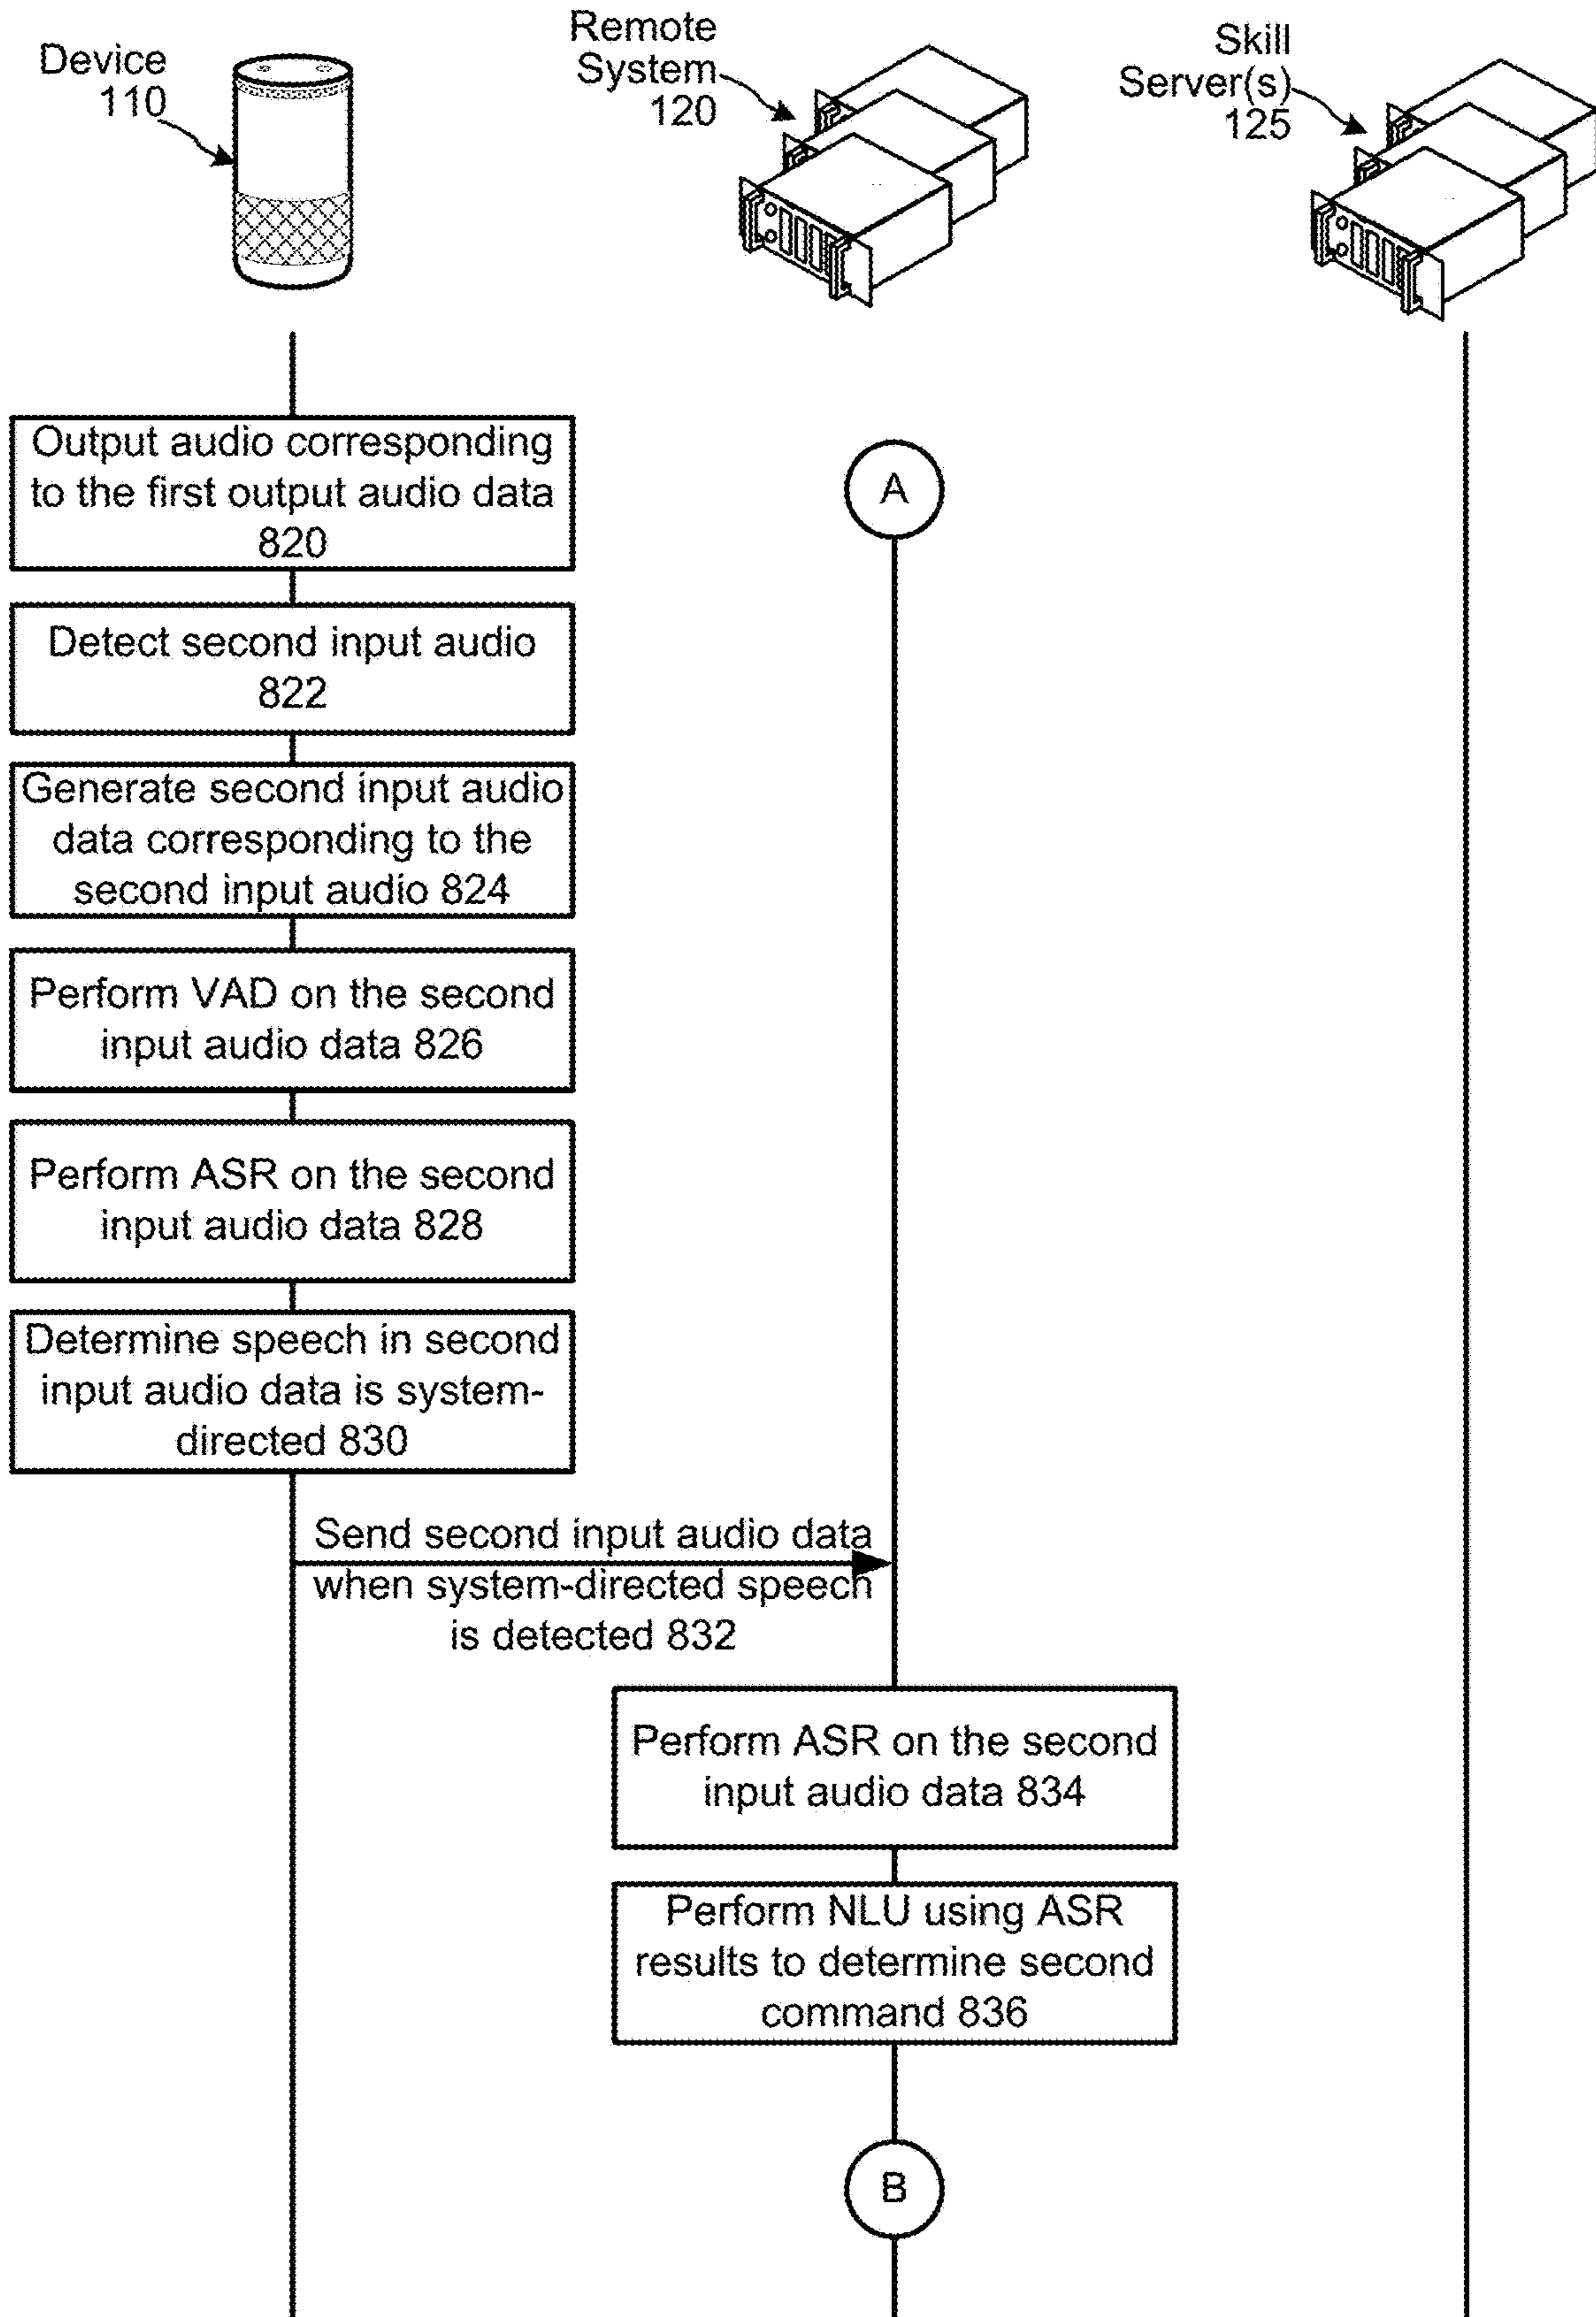 Device
110
Remote
System
120
Skill
Server(s)
125
Output audio corresponding
to the first output audio data
820
A
Detect second input audio
822
Generate second input audio
data corresponding to the
second input audio 824
Perform VAD on the second
input audio data 826
Perform ASR on the second
input audio data 828
Determine speech in second
input audio data is system-
directed 830
Send second input audio data
when system-directed speech
is detected 832
Perform ASR on the second
input audio data 834
Perform NLU using ASR
results to determine second
command 836
B